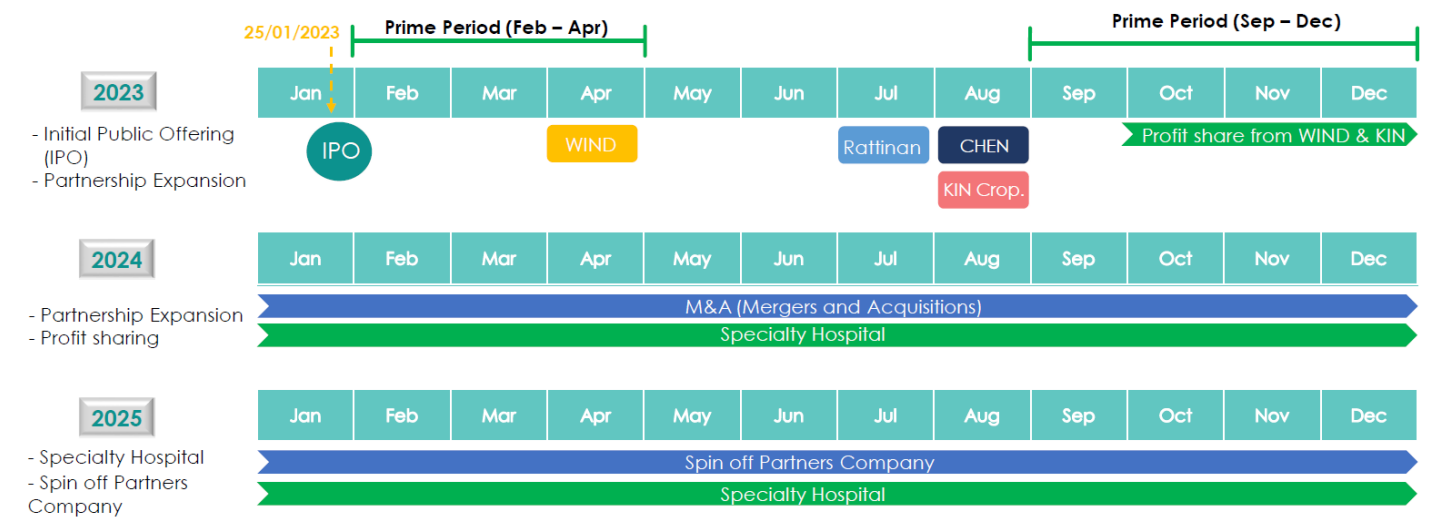 25/01/2023
Prime Period (Feb – Apr)
Prime Period (Sep – Dec)
2023
Jan Feb Mar Apr May Jun Jul Aug Sep Oct Nov Dec
- Initial Public Offering
(IPO)
- Partnership Expansion
IPO
WIND
Rattinan
CHEN
KIN Crop.
Profit share from WIND & KIN
2024
Jan Feb Mar Apr May Jun Jul Aug Sep Oct Nov Dec
- Partnership Expansion
- Profit sharing
M&A (Mergers and Acquisitions)
Specialty Hospital
2025
Jan Feb Mar Apr May Jun Jul Aug Sep Oct Nov Dec
- Specialty Hospital
- Spin off Partners
Company
Spin off Partners Company
Specialty Hospital